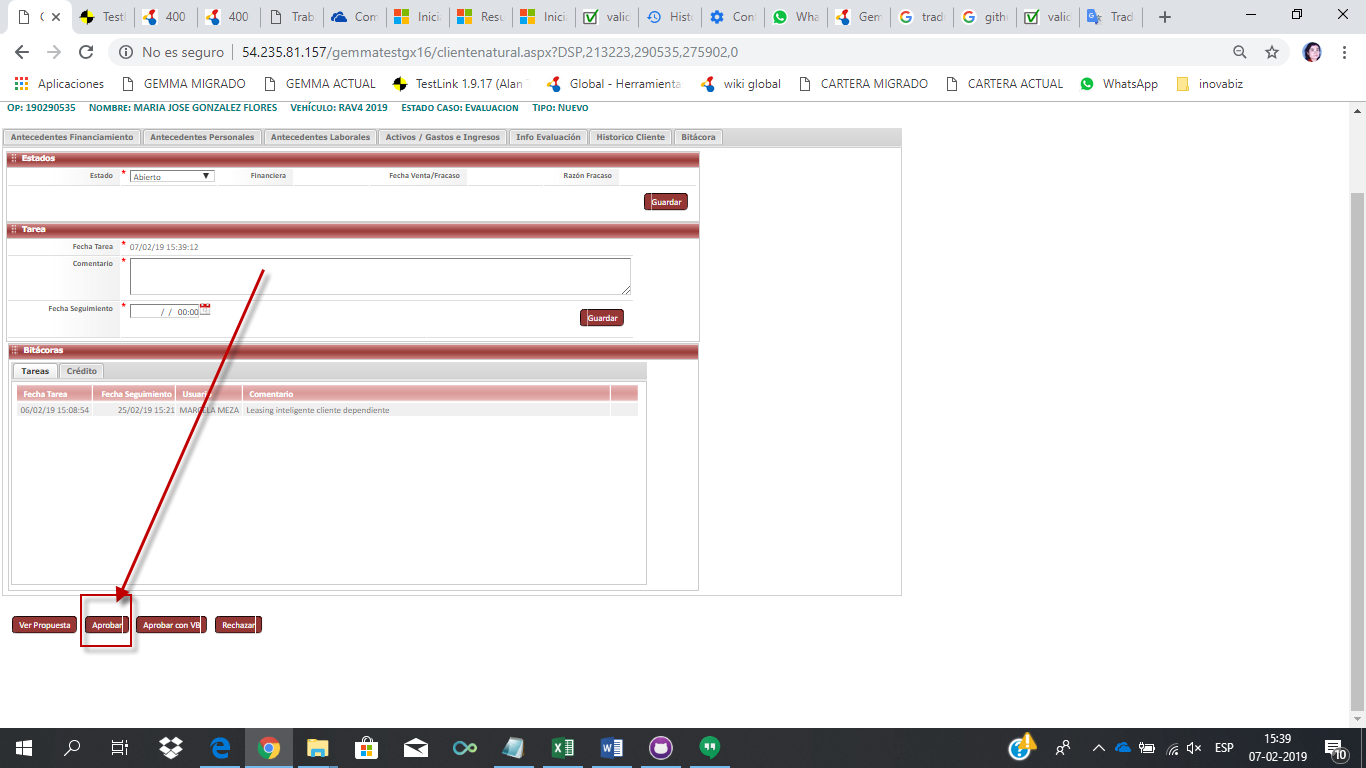 C
TestL
400
400
Trab
Com
Inicia
Resu
Inicia
valid
Histo
Conf
Wha
Gem
tradu
githu
valid
Trad
No es seguro | 54.235.81.157/gemmatestgx16/clientenatural.aspx?DSP,213223,290535,275902,0
Aplicaciones GEMMA MIGRADO GEMMA ACTUAL TestLink 1.9.17 (Alan Global - Herramienta wiki global CARTERA MIGRADO CARTERA ACTUAL WhatsApp inovabiz
OP: 190290535 NOMBRE: MARIA JOSE GONZALEZ FLORES VEHÍCULO: RAV4 2019 ESTADO CASO: EVALUACION TIPO: NUEVO
Antecedentes Financiamiento Antecedentes Personales Antecedentes Laborales Activos / Gastos e Ingresos Info Evaluación Historico Cliente Bitácora
Estados
Estado * Abierto Financiera Fecha Venta/Fracaso Razón Fracaso
Guardar
Tarea
Fecha Tarea * 07/02/19 15:39:12
Comentario *
Fecha Seguimiento * / / 00:00
Guardar
Bitácoras
Tareas Crédito
Fecha Tarea Fecha Seguimiento Usuari Comentario
06/02/19 15:08:54 25/02/19 15:21 MARCELA MEZA Leasing inteligente cliente dependiente
Ver Propuesta Aprobar Aprobar con VB Rechazar
ESP
15:39
07-02-2019
10